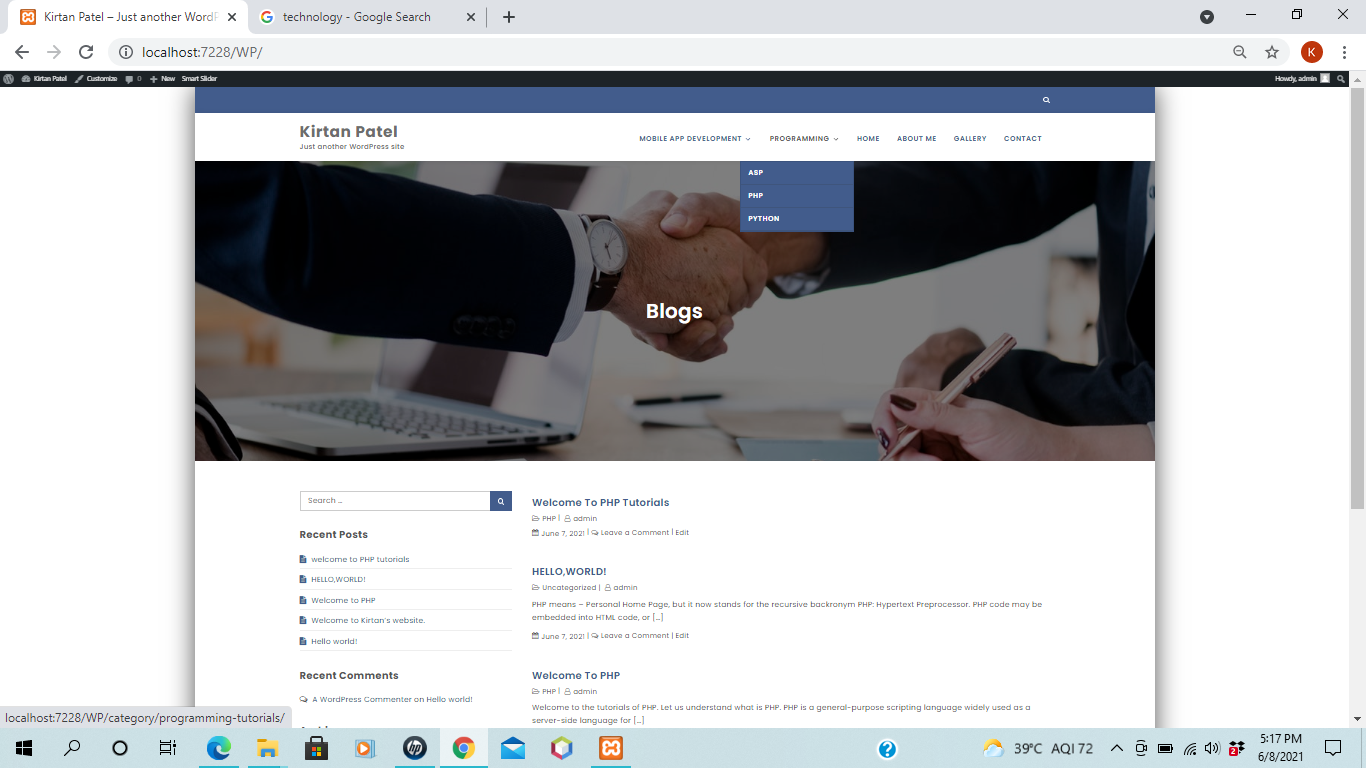 Kirtan Patel – Just another WordP
technology - Google Search
localhost:7228/WP/
K
Kirtan Patel Customize 0 New Smart Slider Howdy, admin
Kirtan Patel
Just another WordPress site
MOBILE APP DEVELOPMENT PROGRAMMING HOME ABOUT ME GALLERY CONTACT
ASP
PHP
PYTHON
Blogs
Search ...
Recent Posts
welcome to PHP tutorials
HELLO,WORLD!
Welcome to PHP
Welcome to Kirtan's website.
Hello world!
Recent Comments
A WordPress Commenter on Hello world!
Welcome To PHP Tutorials
PHP | admin
June 7, 2021 | Leave a Comment | Edit
HELLO,WORLD!
Uncategorized | admin
PHP means – Personal Home Page, but it now stands for the recursive backronym PHP: Hypertext Preprocessor. PHP code may be
embedded into HTML code, or [...]
June 7, 2021 | Leave a Comment | Edit
Welcome To PHP
PHP | admin
Welcome to the tutorials of PHP. Let us understand what is PHP. PHP is a general-purpose scripting language widely used as a
server-side language for [...]
localhost:7228/WP/category/programming-tutorials/
hp
39°C AQI 72
2
5:17 PM
6/8/2021